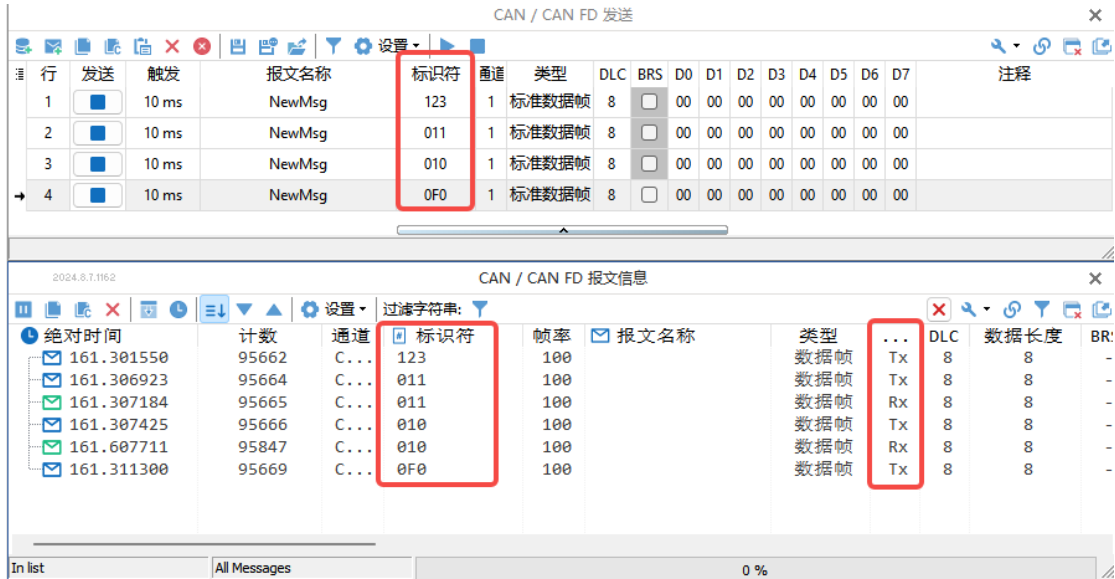 CAN / CAN FD 发送
设置
行 发送 触发 报文名称 标识符 通道 类型 DLC BRS D0 D1 D2 D3 D4 D5 D6 D7 注释
1 10 ms NewMsg 123 1 标准数据帧 8 00 00 00 00 00 00 00 00
2 10 ms NewMsg 011 1 标准数据帧 8 00 00 00 00 00 00 00 00
3 10 ms NewMsg 010 1 标准数据帧 8 00 00 00 00 00 00 00 00
4 10 ms NewMsg 0F0 1 标准数据帧 8 00 00 00 00 00 00 00 00
2024.8.7.1162 CAN / CAN FD 报文信息
设置 过滤字符串:
绝对时间 计数 通道 标识符 帧率 报文名称 类型 ... DLC 数据长度 BRS
161.301550 95662 C... 123 100 数据帧 Tx 8 8 -
161.306923 95664 C... 011 100 数据帧 Tx 8 8 -
161.307184 95665 C... 011 100 数据帧 Rx 8 8 -
161.307425 95666 C... 010 100 数据帧 Tx 8 8 -
161.607711 95847 C... 010 100 数据帧 Rx 8 8 -
161.311300 95669 C... 0F0 100 数据帧 Tx 8 8 -
In list All Messages 0 %